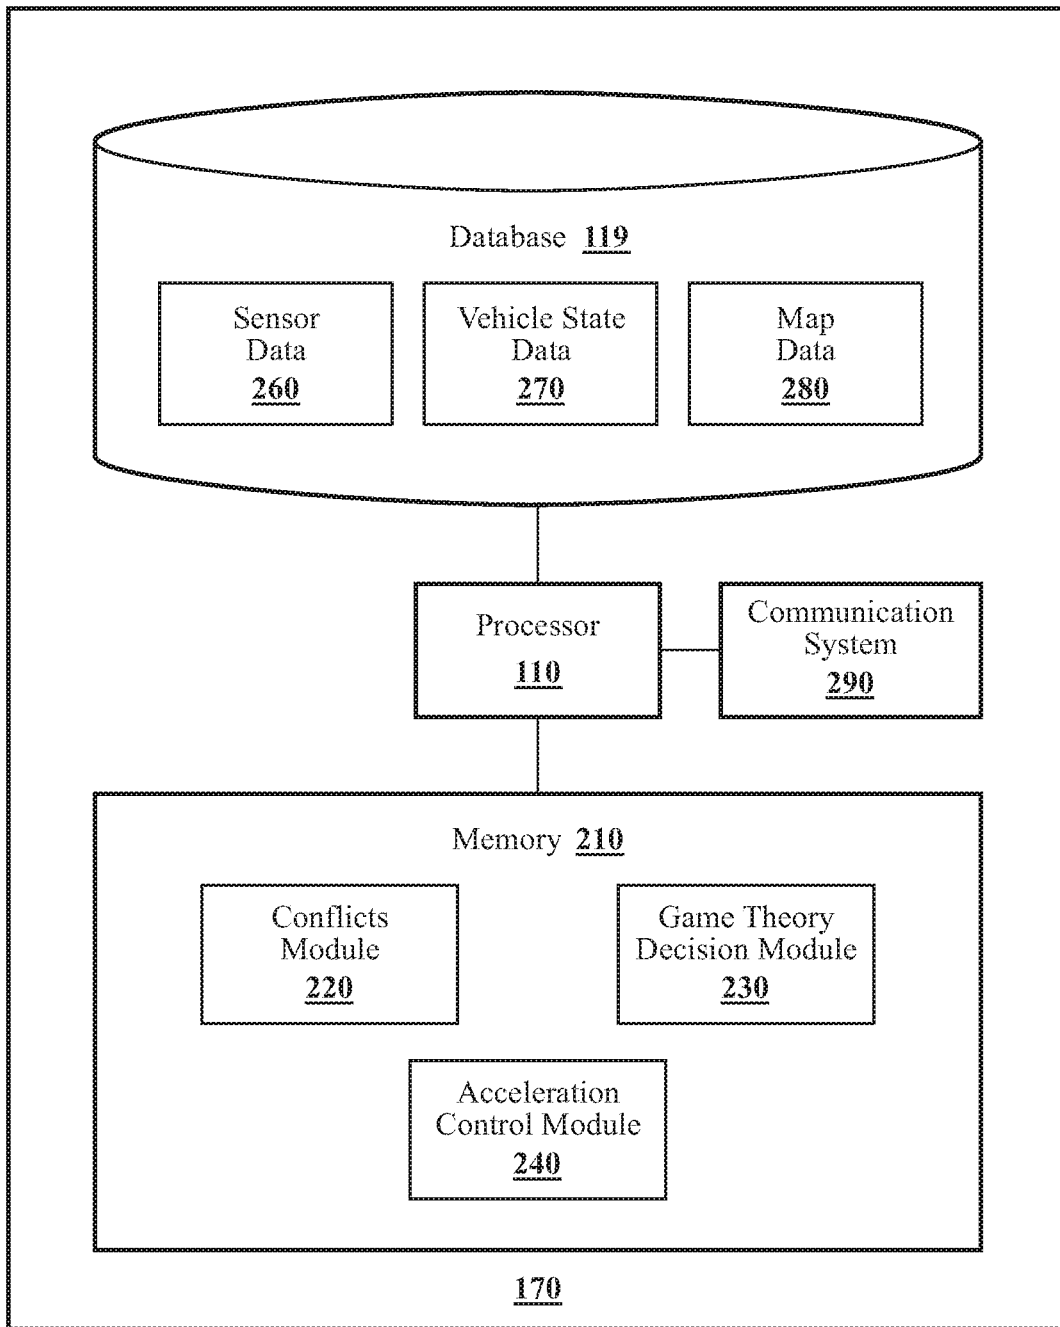 Database 119
Sensor
Data
260
Vehicle State
Data
270
Map
Data
280
Processor
110
Communication
System
290
Memory 210
Conflicts
Module
220
Game Theory
Decision Module
230
Acceleration
Control Module
240
170